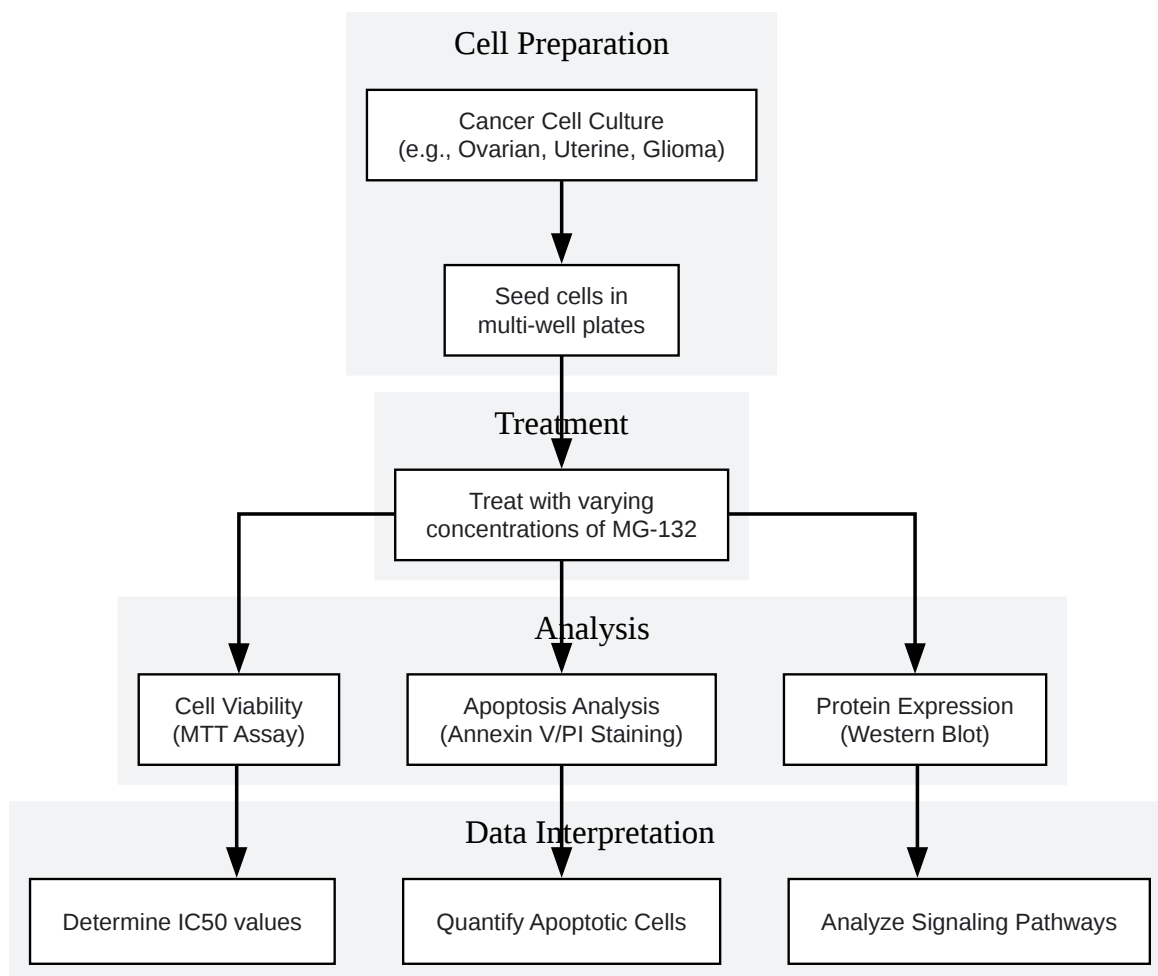 Cell Preparation
Cancer Cell Culture
(e.g., Ovarian, Uterine, Glioma)
Seed cells in
multi-well plates
Treatment
Treat with varying
concentrations of MG-132
Analysis
Cell Viability
(MTT Assay)
Apoptosis Analysis
(Annexin V/PI Staining)
Protein Expression
(Western Blot)
Data Interpretation
Determine IC50 values
Quantify Apoptotic Cells
Analyze Signaling Pathways